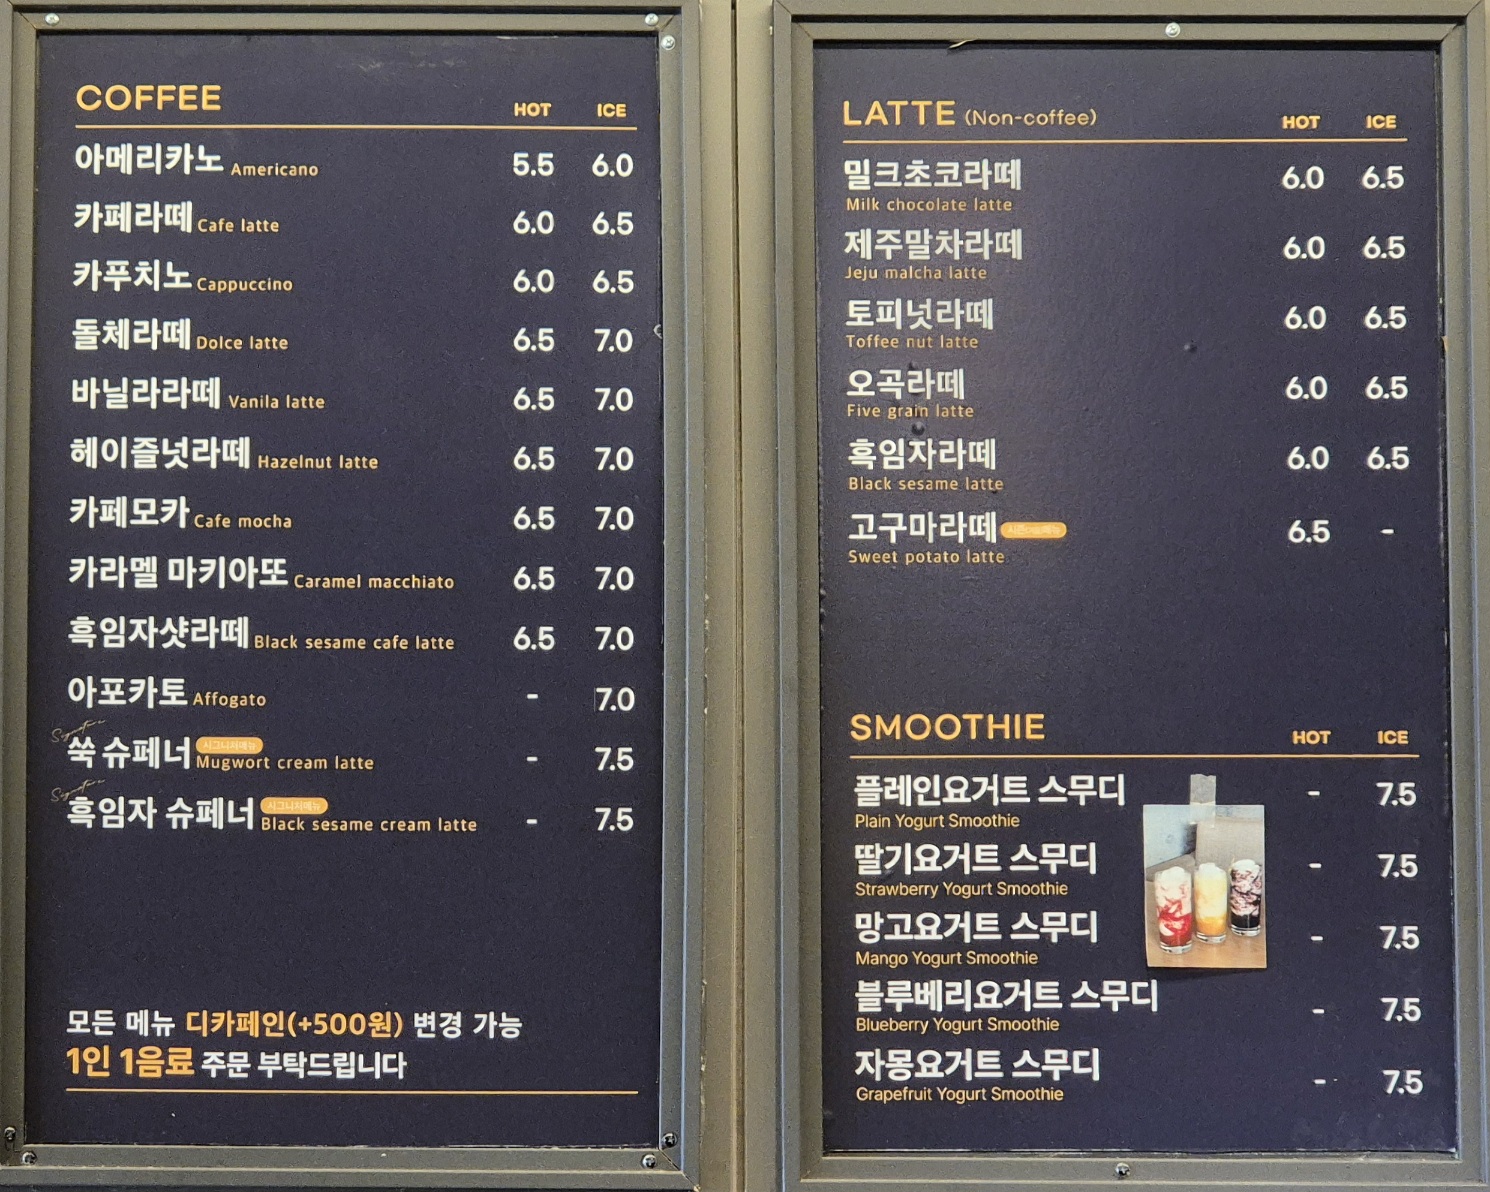 COFFEE HOT ICE
아메리카노 Americano 5.5 6.0
카페라떼 Cafe latte 6.0 6.5
카푸치노 Cappuccino 6.0 6.5
돌체라떼 Dolce latte 6.5 7.0
바닐라라떼 Vanila latte 6.5 7.0
헤이즐넛라떼 Hazelnut latte 6.5 7.0
카페모카 Cafe mocha 6.5 7.0
카라멜 마키아또 Caramel macchiato 6.5 7.0
흑임자샷라떼 Black sesame cafe latte 6.5 7.0
아포카토 Affogato - 7.0
Signature
쑥 슈페너 시그니처메뉴 Mugwort cream latte - 7.5
Signature
흑임자 슈페너 시그니처메뉴 Black sesame cream latte - 7.5
모든 메뉴 디카페인(+500원) 변경 가능
1인 1음료 주문 부탁드립니다
LATTE (Non-coffee) HOT ICE
밀크초코라떼 6.0 6.5
Milk chocolate latte
제주말차라떼 6.0 6.5
Jeju malcha latte
토피넛라떼 6.0 6.5
Toffee nut latte
오곡라떼 6.0 6.5
Five grain latte
흑임자라떼 6.0 6.5
Black sesame latte
고구마라떼 6.5 -
Sweet potato latte
SMOOTHIE HOT ICE
플레인요거트 스무디 - 7.5
Plain Yogurt Smoothie
딸기요거트 스무디 - 7.5
Strawberry Yogurt Smoothie
망고요거트 스무디 - 7.5
Mango Yogurt Smoothie
블루베리요거트 스무디 - 7.5
Blueberry Yogurt Smoothie
자몽요거트 스무디 - 7.5
Grapefruit Yogurt Smoothie